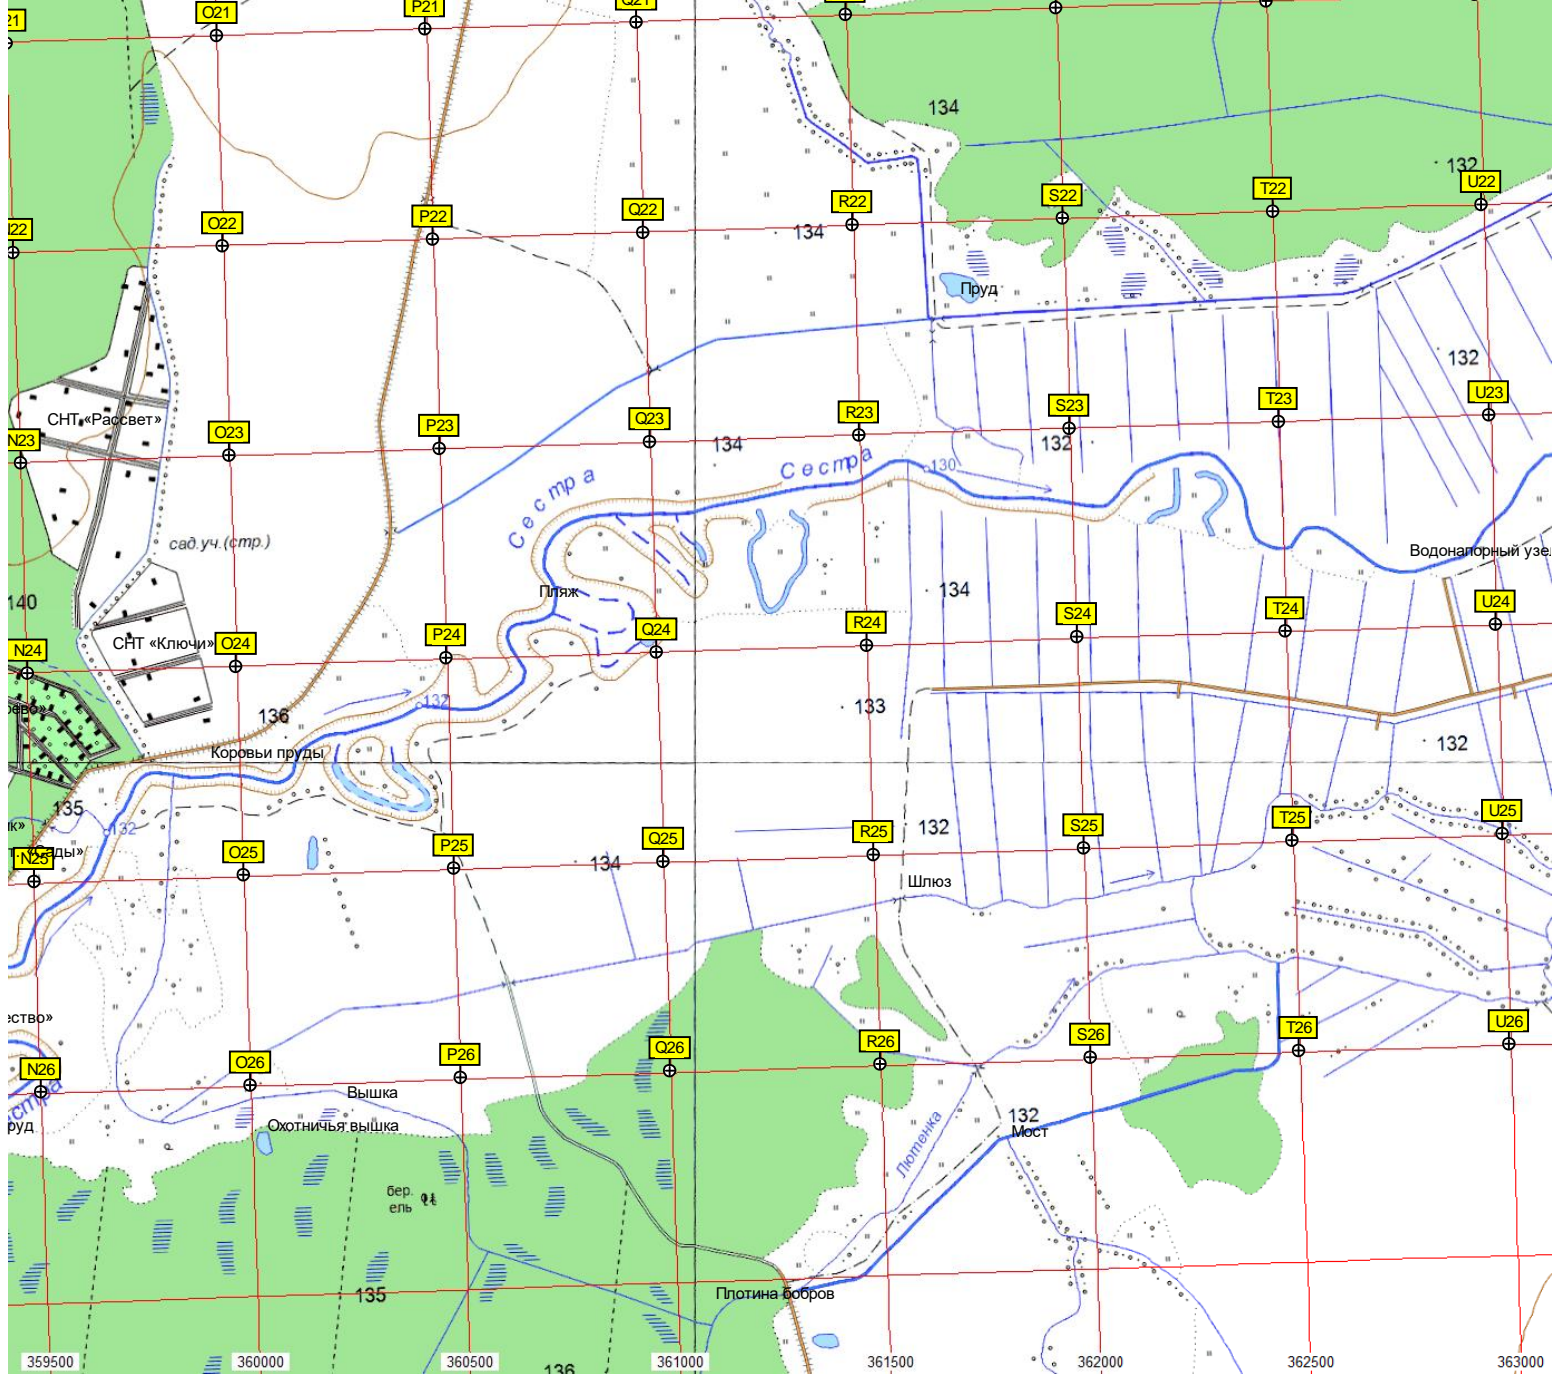 21
O21
P21
Q21
134
132
U22
T22
S22
R22
Q22
P22
O22
134
Пруд
132
U23
T23
S23
R23
Q23
P23
O23
N23
СНТ «Рассвет»
134
132
Сестра
Сестра
130
сад.уч.(стр.)
Водонапорный узе
Пляж
140
134
U24
T24
S24
R24
Q24
P24
O24
N24
СНТ «Ключи»
132
136
133
132
Коровьи пруды
135
132
132
U25
T25
S25
R25
Q25
P25
O25
N25
Сады»
134
Шлюз
ество»
U26
T26
S26
R26
Q26
P26
O26
N26
Вышка
Охотничья вышка
руд
стра
132
Мост
Лютенка
бер.
ель
135
Плотина бобров
136
359500 360000 360500 361000 361500 362000 362500 363000